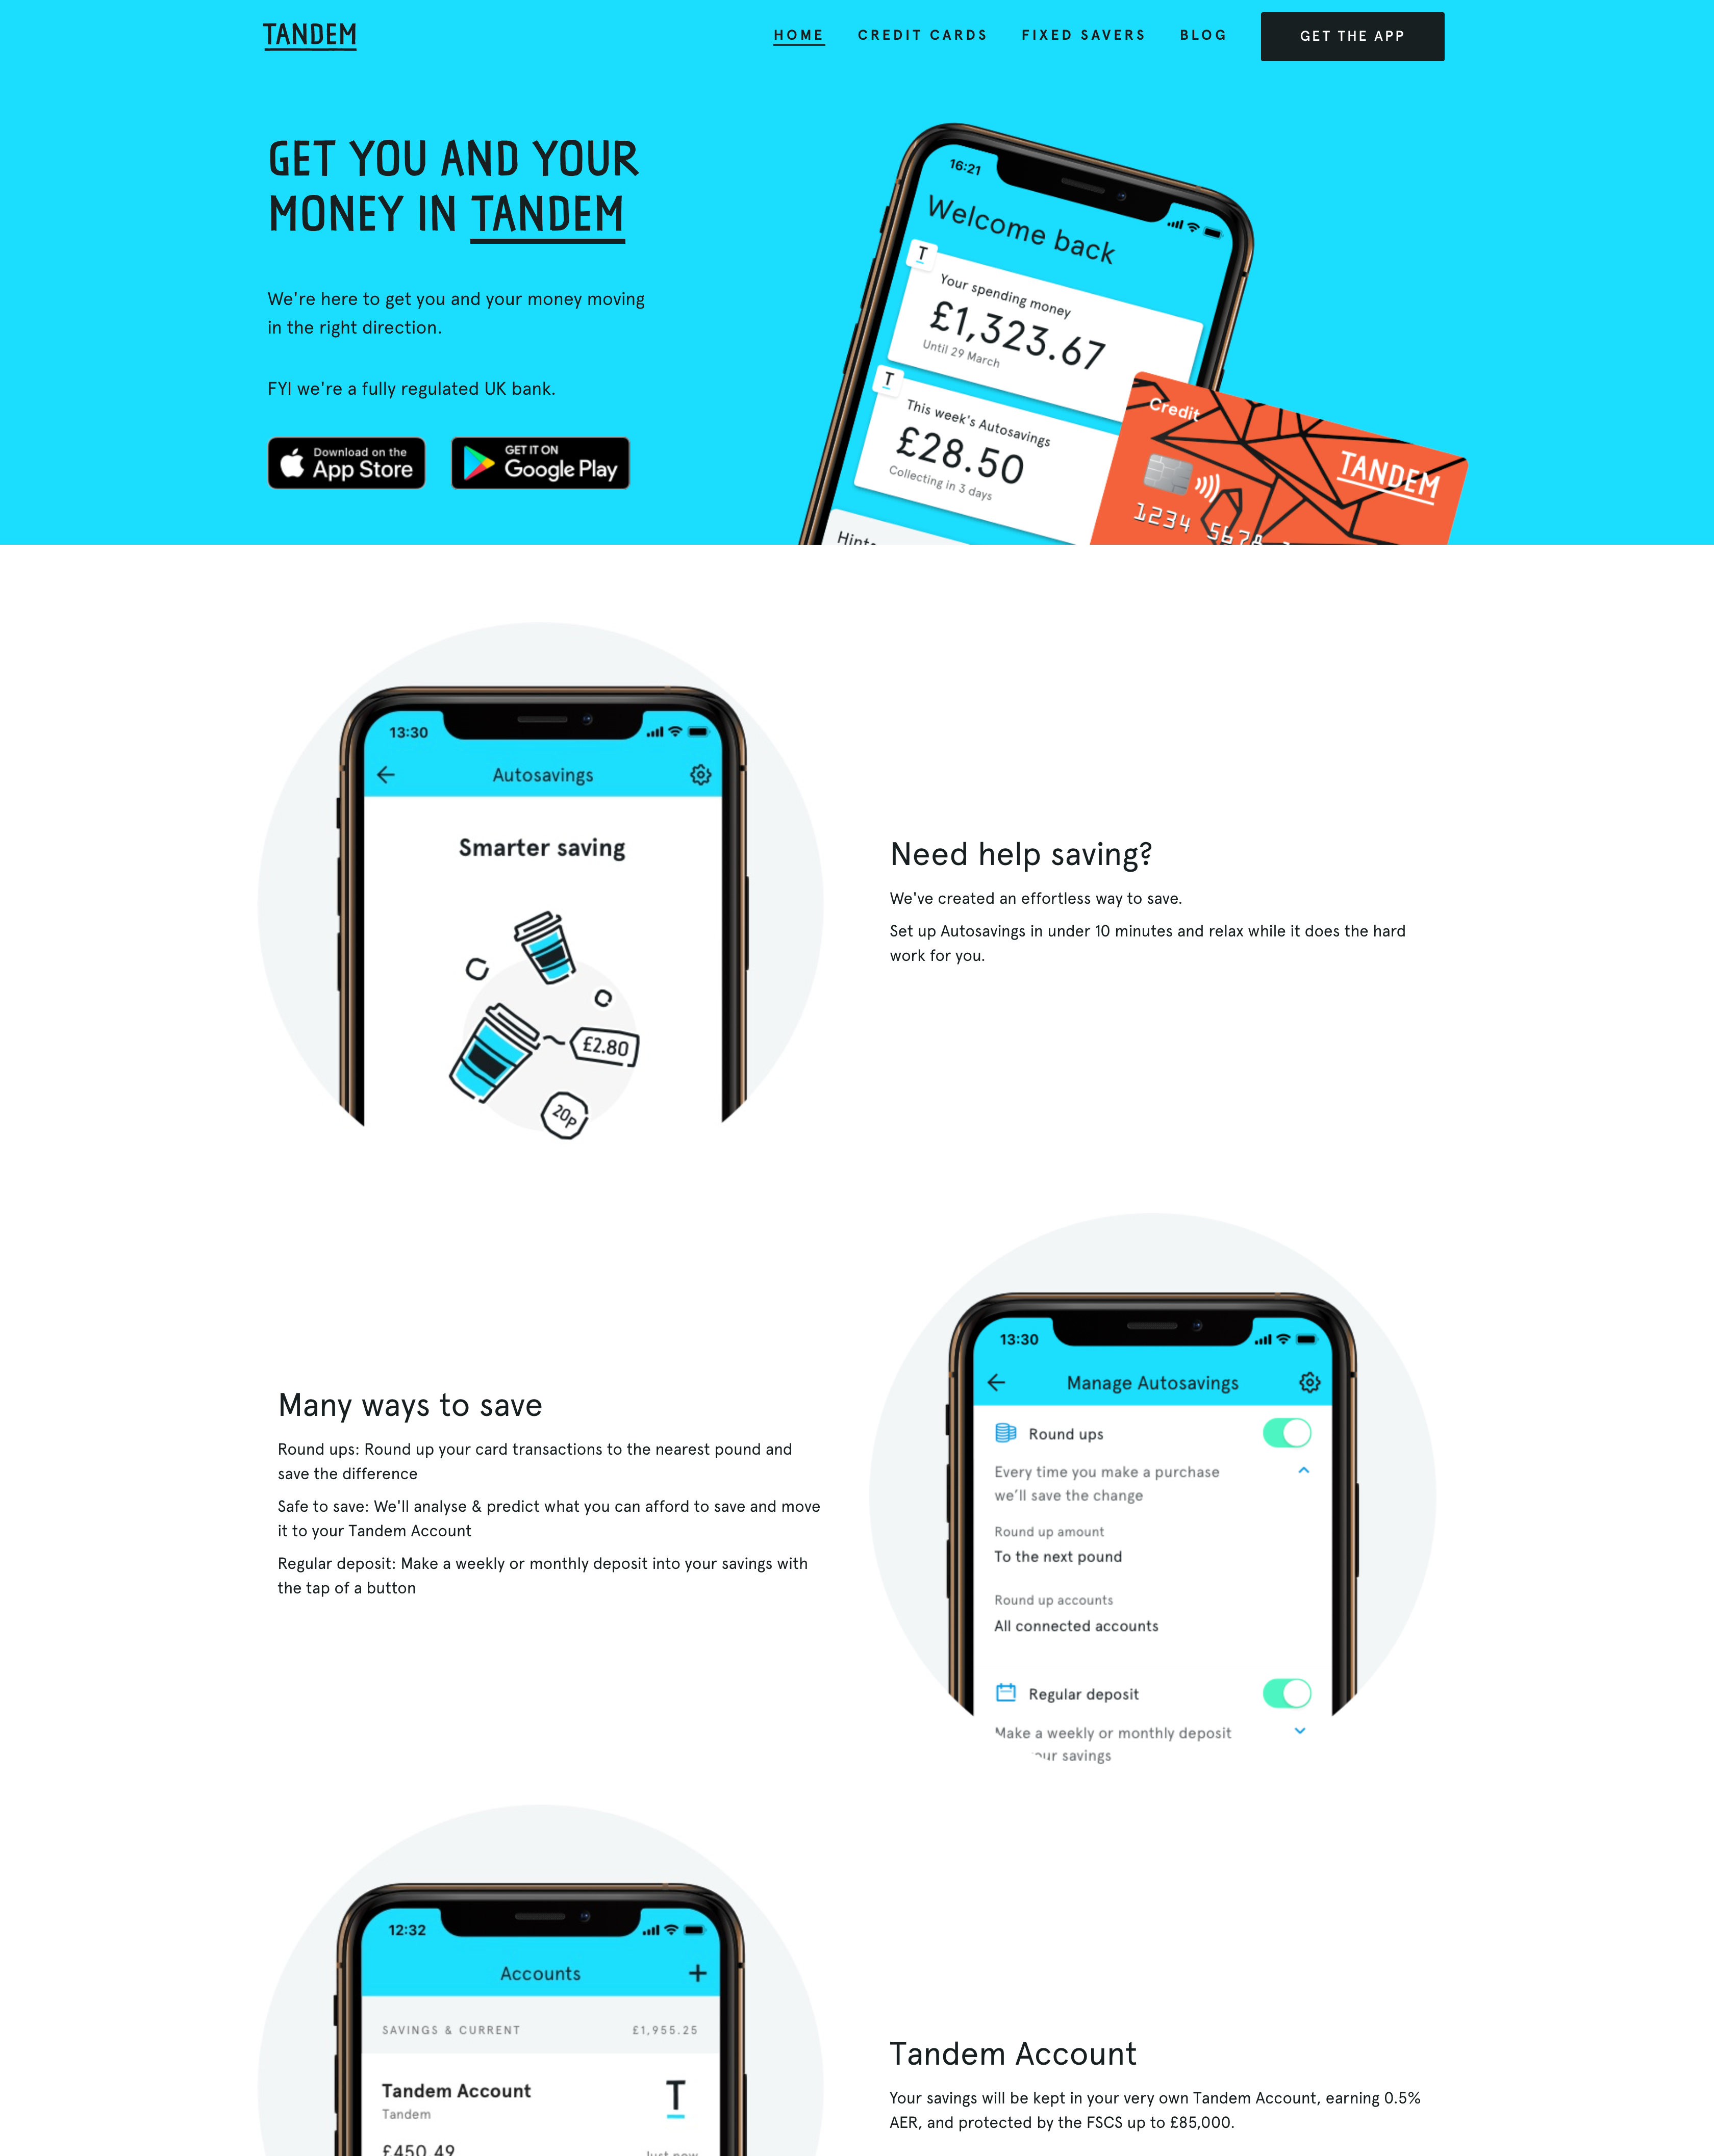 TANDEM
HOME
CREDIT CARDS
FIXED SAVERS
BLOG
GET THE APP
GET YOU AND YOUR
MONEY IN TANDEM
We're here to get you and your money moving
in the right direction.
FYI we're a fully regulated UK bank.
Download on the
App Store
GET IT ON
Google Play
16:21
Welcome back
T
Your spending money
£1,323.67
Until 29 March
T
This week's Autosavings
£28.50
Collecting in 3 days
Credit
TANDEM
1234 5678
13:30
Autosavings
Smarter saving
£2.80
20p
Need help saving?
We've created an effortless way to save.
Set up Autosavings in under 10 minutes and relax while it does the hard
work for you.
Many ways to save
Round ups: Round up your card transactions to the nearest pound and
save the difference
Safe to save: We'll analyse & predict what you can afford to save and move
it to your Tandem Account
Regular deposit: Make a weekly or monthly deposit into your savings with
the tap of a button
13:30
Manage Autosavings
Round ups
Every time you make a purchase
we'll save the change
Round up amount
To the next pound
Round up accounts
All connected accounts
Regular deposit
Make a weekly or monthly deposit
your savings
12:32
Accounts
SAVINGS & CURRENT
£1,955.25
Tandem Account
T
Tandem
£450.49
Just now
Tandem Account
Your savings will be kept in your very own Tandem Account, earning 0.5%
AER, and protected by the FSCS up to £85,000.